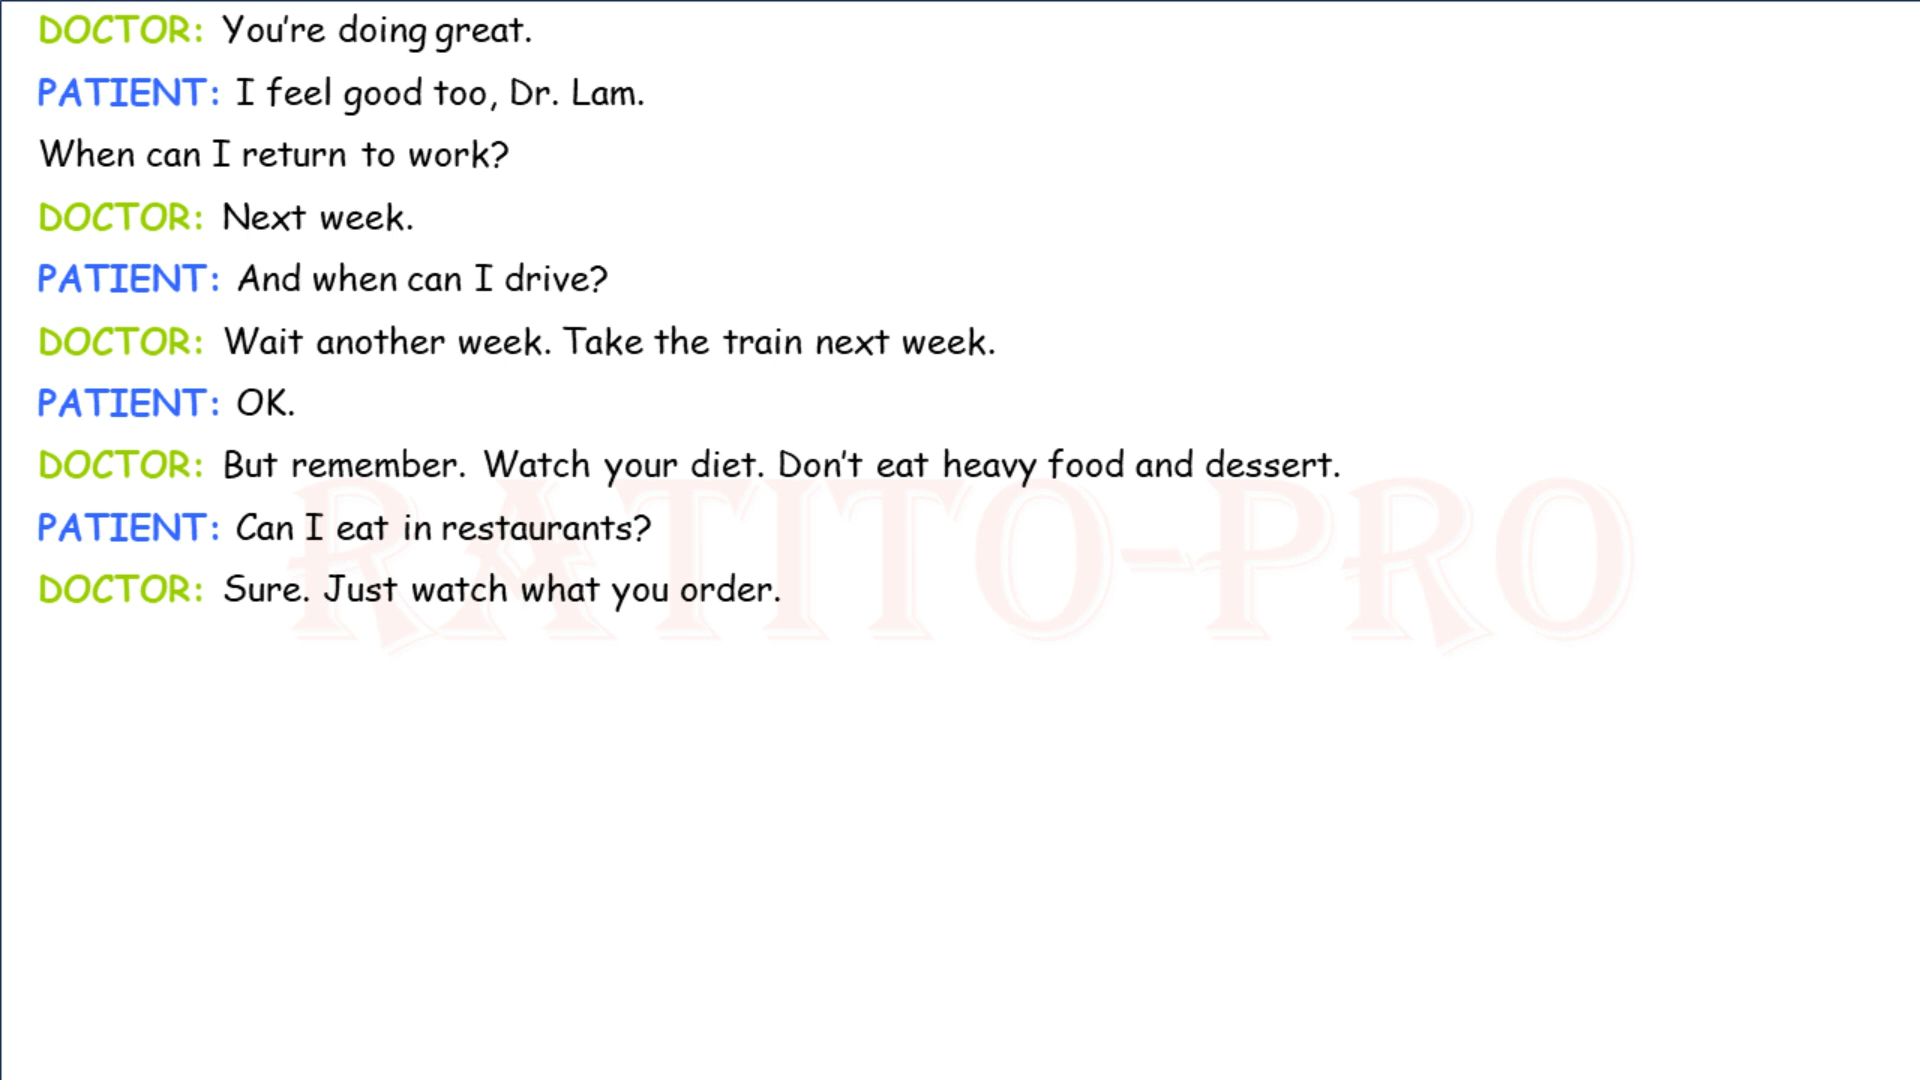 DOCTOR: You're doing great.
PATIENT: I feel good too, Dr. Lam.
When can I return to work?
DOCTOR: Next week.
PATIENT: And when can I drive?
DOCTOR: Wait another week. Take the train next week.
PATIENT: OK.
DOCTOR: But remember. Watch your diet. Don't eat heavy food and dessert.
PATIENT: Can I eat in restaurants?
DOCTOR: Sure. Just watch what you order.
RATITO-PRO